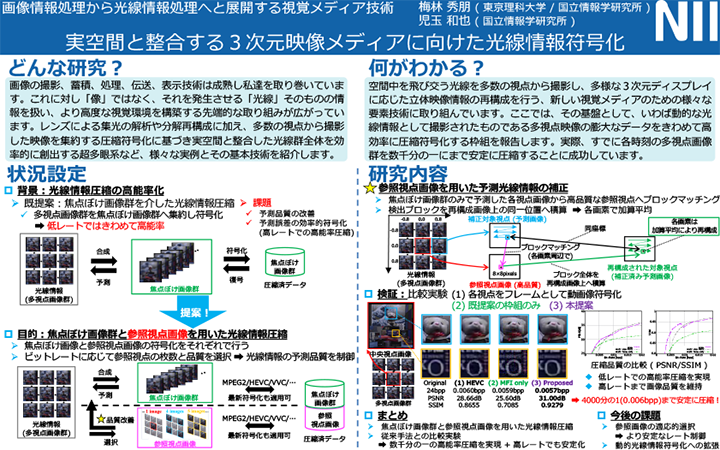 画像情報処理から光線情報処理へと展開する視覚メディア技術
梅林 秀朋 ( 東京理科大学 / 国立情報学研究所 )
児玉 和也 ( 国立情報学研究所 )
NII
実空間と整合する３次元映像メディアに向けた光線情報符号化
どんな研究？
画像の撮影、蓄積、処理、伝送、表示技術は成熟し私達を取り巻いていま
す。これに対し「像」ではなく、それを発生させる「光線」そのものの情
報を扱い、より高度な視覚環境を構築する先端的な取り組みが広がってい
ます。レンズによる集光の解析や分解再構成に加え、多数の視点から撮影
した映像を集約する圧縮符号化に基づき実空間と整合した光線群全体を効
率的に創出する超多眼系など、様々な実例とその基本技術を紹介します。
何がわかる？
空間中を飛び交う光線を多数の視点から撮影し、多様な３次元ディスプレイ
に応じた立体映像情報の再構成を行う、新しい視覚メディアのための様々な
要素技術に取り組んでいます。ここでは、その基盤として、いわば動的な光
線情報として撮影されたものである多視点映像の膨大なデータをきわめて高
効率に圧縮符号化する枠組を報告します。実際、すでに各時刻の多視点画像
群を数千分の一にまで安定に圧縮することに成功しています。
状況設定
背景：光線情報圧縮の高能率化
既提案：焦点ぼけ画像群を介した光線情報圧縮
多視点画像群を焦点ぼけ画像群へ集約し符号化
➡ 低レートではきわめて高能率
課題
予測品質の改善
予測誤差の効率的符号化
(高レートでの高能率圧縮)
合成
予測
光線情報
(多視点画像群)
焦点ぼけ画像群
符号化
復号
焦点ぼけ
画像群
圧縮済データ
提案！
目的：焦点ぼけ画像群と参照視点画像を用いた光線情報圧縮
焦点ぼけ画像群と参照視点画像の符号化をそれぞれで行う
ビットレートに応じて参照視点の枚数と品質を選択 ➡ 光線情報の予測品質を制御
合成
予測
★品質改善
選択
光線情報
(多視点画像群)
焦点ぼけ画像群
参照視点画像
MPEG2/HEVC/VVC/…
最新符号化も適用可
MPEG2/HEVC/VVC/…
最新符号化も適用可
焦点ぼけ
画像群
参照視点
画像
圧縮済データ
研究内容
参照視点画像を用いた予測光線情報の補正
焦点ぼけ画像群のみで予測した各視点画像から高品質な参照視点へブロックマッチング
検出ブロックを再構成画像上の同一位置へ積算 ➡ 各画素で加算平均
-0.8 0.0 0.8
-0.8
0.0
0.8
光線情報
(多視点画像群)
補正対象視点 (予測画像)
同座標
ブロックマッチング
(各画素周辺で)
8×8pixels
参照視点画像 (高品質)
ブロック全体を
再構成画像上へ積算
各画素は
加算平均により再構成
再構成された対象視点
(補正済み予測画像)
検証：比較実験 (1) 各視点をフレームとして動画像符号化
(2) 既提案の枠組のみ (3) 本提案
中央視点画像
多視点画像群
Original (1) HEVC (2) MPI only (3) Proposed
24bpp 0.0060bpp 0.0059bpp 0.0057bpp
PSNR 28.66dB 25.60dB 31.00dB
SSIM 0.8655 0.7085 0.9279
圧縮品質の比較 ( PSNR/SSIM )
低レートでの高能率圧縮を実現
高レートまで画像品質を維持
➡ 4000分の1(0.006bpp)まで安定に圧縮！
まとめ
焦点ぼけ画像群と参照視点画像を用いた光線情報圧縮
従来手法との比較実験
➡ 数千分の一の高能率圧縮を実現 + 高レートでも安定化
今後の課題
参照画像の適応的選択
➡ より安定なレート制御
動的光線情報符号化への拡張